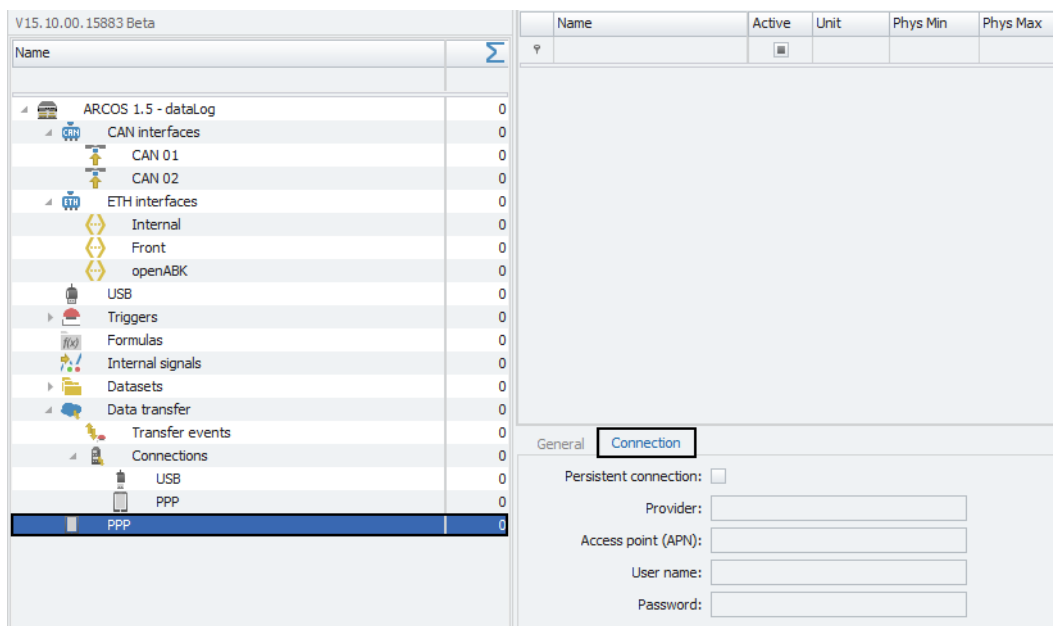 V15.10.00.15883 Beta
Name
ARCOS 1.5 - dataLog 0
CAN CAN interfaces 0
CAN 01 0
CAN 02 0
ETH ETH interfaces 0
Internal 0
Front 0
openABK 0
USB 0
Triggers 0
f(x) Formulas 0
Internal signals 0
Datasets 0
Data transfer 0
Transfer events 0
Connections 0
USB 0
PPP 0
PPP 0
Name Active Unit Phys Min Phys Max
General Connection
Persistent connection:
Provider:
Access point (APN):
User name:
Password: